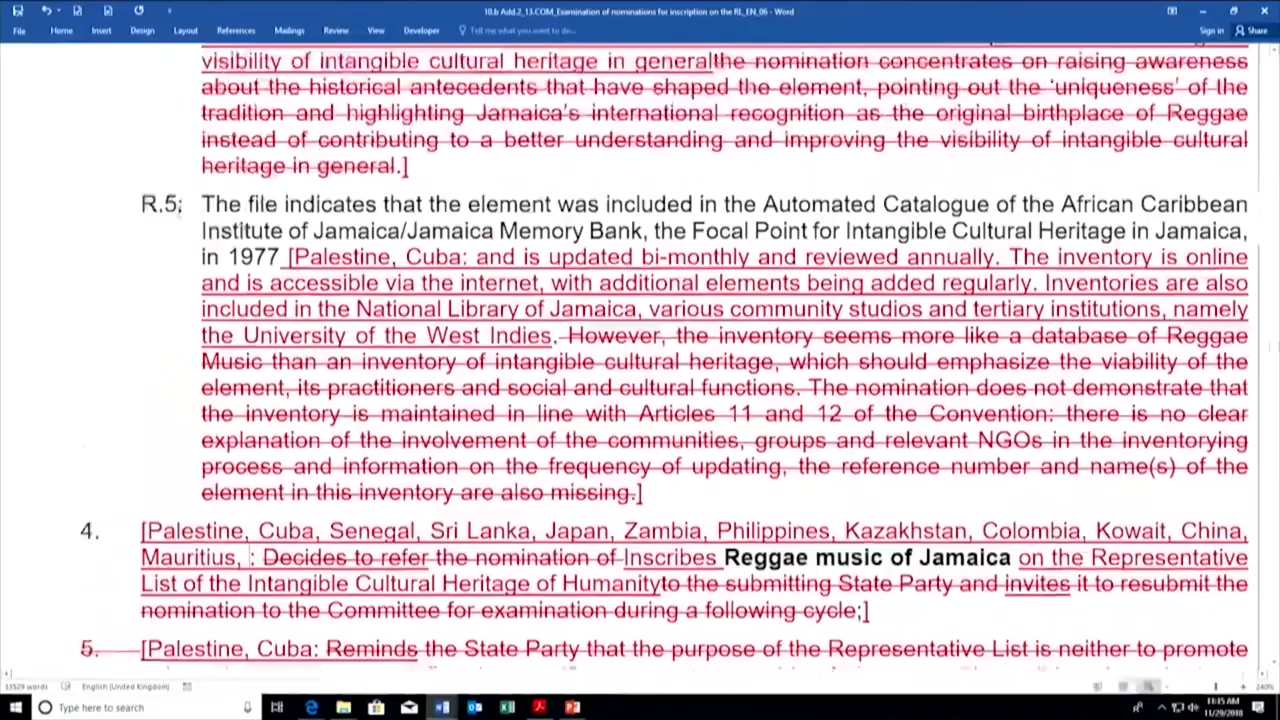 10.b Add.2_13.COM_Examination of nominations for inscription on the RL_EN_06 - Word
File Home Insert Design Layout References Mailings Review View Developer Tell me what you want to do... Sign in Share
visibility of intangible cultural heritage in generalthe nomination concentrates on raising awareness
about the historical antecedents that have shaped the element, pointing out the ‘uniqueness’ of the
tradition and highlighting Jamaica’s international recognition as the original birthplace of Reggae
instead of contributing to a better understanding and improving the visibility of intangible cultural
heritage in general.]
R.5; The file indicates that the element was included in the Automated Catalogue of the African Caribbean
Institute of Jamaica/Jamaica Memory Bank, the Focal Point for Intangible Cultural Heritage in Jamaica,
in 1977 [Palestine, Cuba: and is updated bi-monthly and reviewed annually. The inventory is online
and is accessible via the internet, with additional elements being added regularly. Inventories are also
included in the National Library of Jamaica, various community studios and tertiary institutions, namely
the University of the West Indies. However, the inventory seems more like a database of Reggae
Music than an inventory of intangible cultural heritage, which should emphasize the viability of the
element, its practitioners and social and cultural functions. The nomination does not demonstrate that
the inventory is maintained in line with Articles 11 and 12 of the Convention: there is no clear
explanation of the involvement of the communities, groups and relevant NGOs in the inventorying
process and information on the frequency of updating, the reference number and name(s) of the
element in this inventory are also missing.]
4. [Palestine, Cuba, Senegal, Sri Lanka, Japan, Zambia, Philippines, Kazakhstan, Colombia, Kowait, China,
Mauritius, : Decides to refer the nomination of Inscribes Reggae music of Jamaica on the Representative
List of the Intangible Cultural Heritage of Humanityto the submitting State Party and invites it to resubmit the
nomination to the Committee for examination during a following cycle;]
5. [Palestine, Cuba: Reminds the State Party that the purpose of the Representative List is neither to promote
13529 words English (United Kingdom) 240%
Type here to search 11:15 AM
11/29/2018